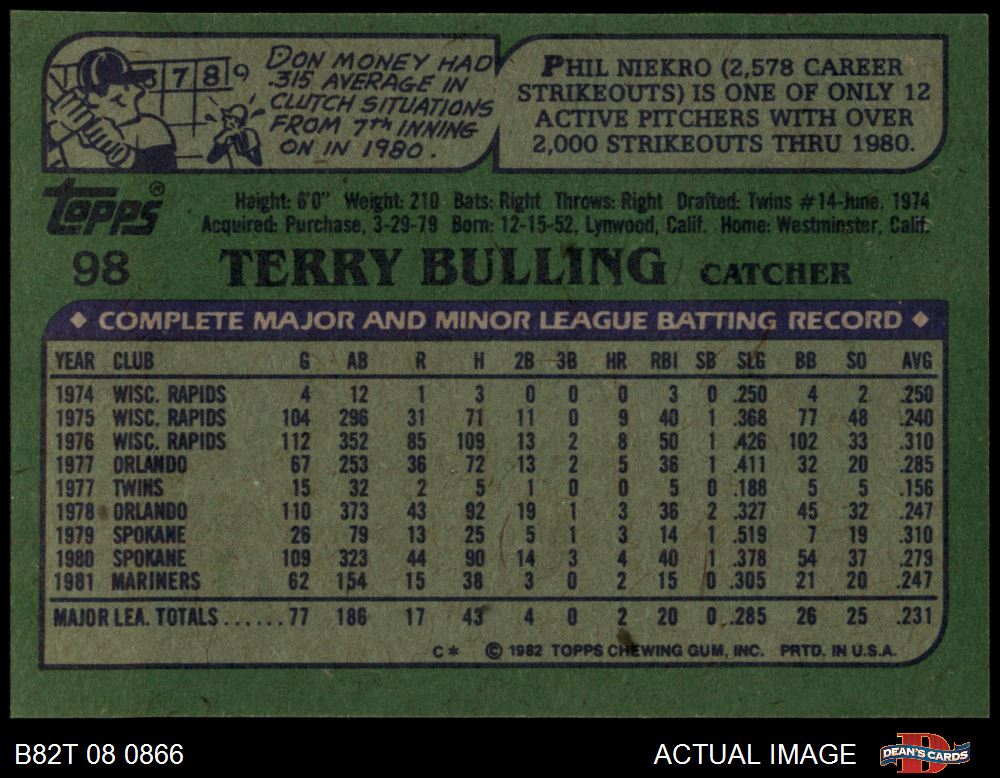 7 8 9
DON MONEY HAD
.315 AVERAGE IN
CLUTCH SITUATIONS
FROM 7th INNING
ON IN 1980.
PHIL NIEKRO (2,578 CAREER
STRIKEOUTS) IS ONE OF ONLY 12
ACTIVE PITCHERS WITH OVER
2,000 STRIKEOUTS THRU 1980.
topps®
Height: 6'0" Weight: 210 Bats: Right Throws: Right Drafted: Twins #14-June, 1974
Acquired: Purchase, 3-29-79 Born: 12-15-52, Lynwood, Calif. Home: Westminster, Calif.
98 TERRY BULLING CATCHER
◆ COMPLETE MAJOR AND MINOR LEAGUE BATTING RECORD ◆
YEAR CLUB G AB R H 2B 3B HR RBI SB SLG BB SO AVG
1974 WISC. RAPIDS 4 12 1 3 0 0 0 3 0 .250 4 2 .250
1975 WISC. RAPIDS 104 296 31 71 11 0 9 40 1 .368 77 48 .240
1976 WISC. RAPIDS 112 352 85 109 13 2 8 50 1 .426 102 33 .310
1977 ORLANDO 67 253 36 72 13 2 5 36 1 .411 32 20 .285
1977 TWINS 15 32 2 5 1 0 0 5 0 .188 5 5 .156
1978 ORLANDO 110 373 43 92 19 1 3 36 2 .327 45 32 .247
1979 SPOKANE 26 79 13 25 5 1 3 14 1 .519 7 19 .310
1980 SPOKANE 109 323 44 90 14 3 4 40 1 .378 54 37 .279
1981 MARINERS 62 154 15 38 3 0 2 15 0 .305 21 20 .247
MAJOR LEA. TOTALS......77 186 17 43 4 0 2 20 0 .285 26 25 .231
C* © 1982 TOPPS CHEWING GUM, INC. PRTD. IN U.S.A.
B82T 08 0866 ACTUAL IMAGE DEAN'S CARDS